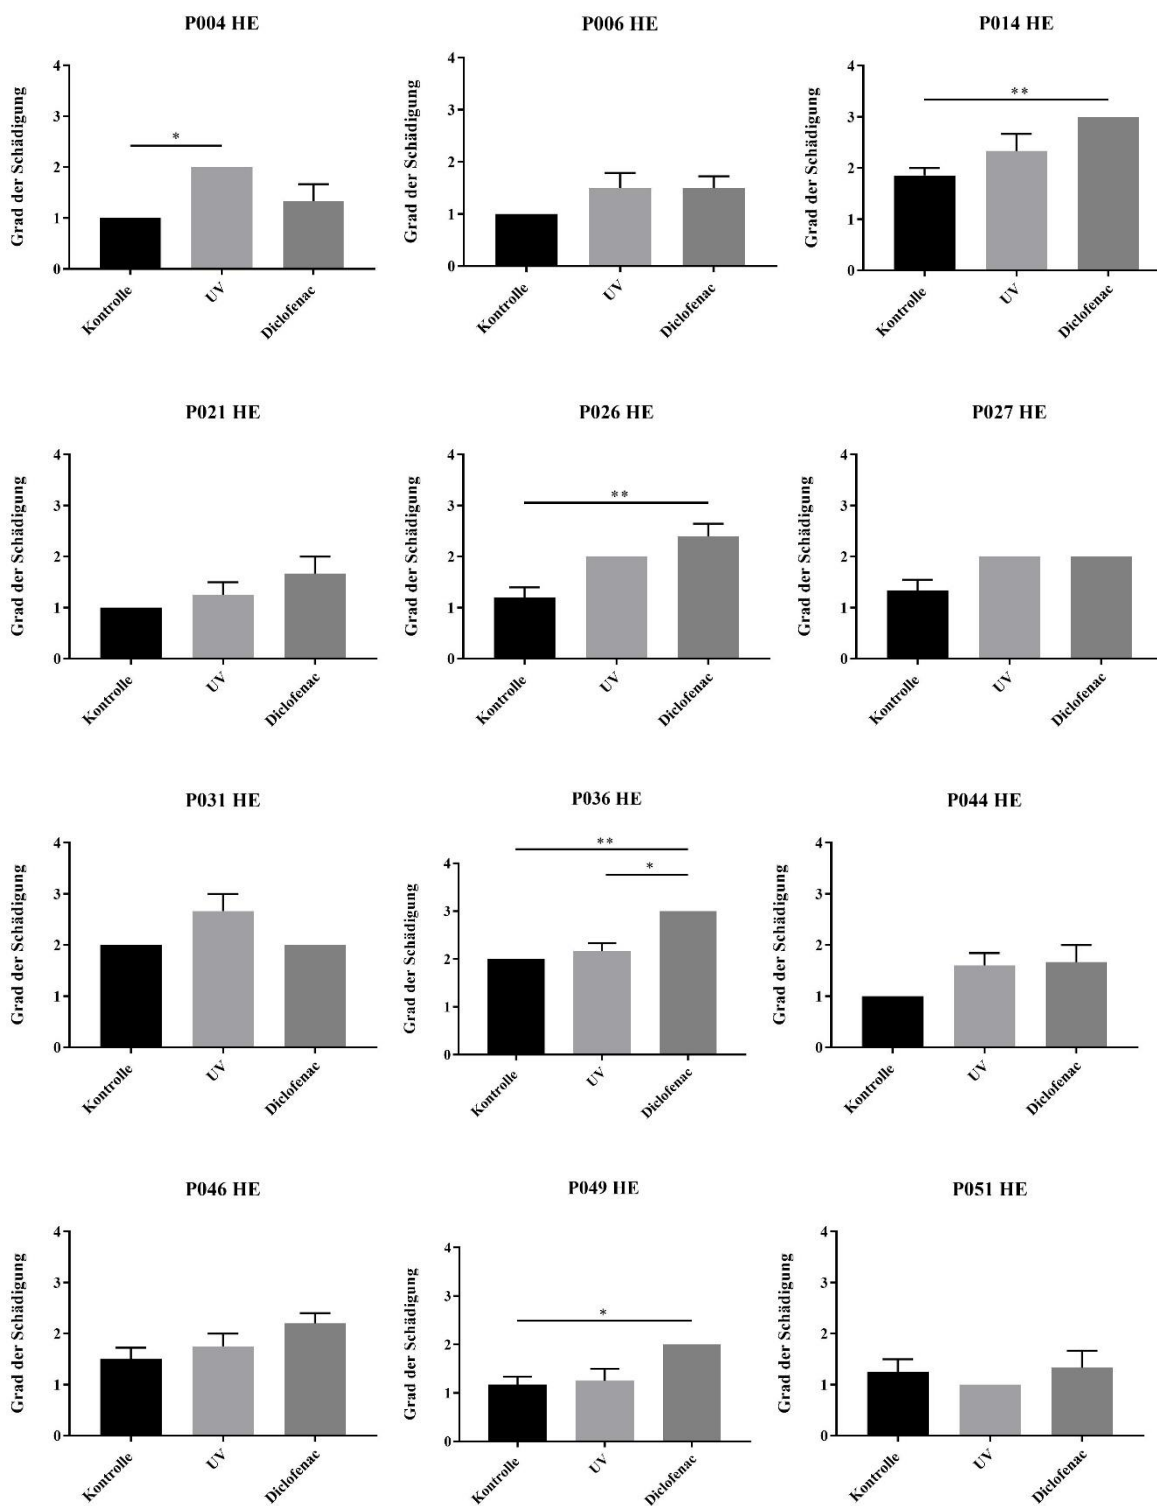 P004 HE
P006 HE
P014 HE
Grad der Schädigung
4
3
2
1
0
*
Kontrolle
UV
Diclofenac
Grad der Schädigung
4
3
2
1
0
Kontrolle
UV
Diclofenac
Grad der Schädigung
4
3
2
1
0
**
Kontrolle
UV
Diclofenac
P021 HE
P026 HE
P027 HE
Grad der Schädigung
4
3
2
1
0
Kontrolle
UV
Diclofenac
Grad der Schädigung
4
3
2
1
0
**
Kontrolle
UV
Diclofenac
Grad der Schädigung
4
3
2
1
0
Kontrolle
UV
Diclofenac
P031 HE
P036 HE
P044 HE
Grad der Schädigung
4
3
2
1
0
Kontrolle
UV
Diclofenac
Grad der Schädigung
4
3
2
1
0
**
*
Kontrolle
UV
Diclofenac
Grad der Schädigung
4
3
2
1
0
Kontrolle
UV
Diclofenac
P046 HE
P049 HE
P051 HE
Grad der Schädigung
4
3
2
1
0
Kontrolle
UV
Diclofenac
Grad der Schädigung
4
3
2
1
0
*
Kontrolle
UV
Diclofenac
Grad der Schädigung
4
3
2
1
0
Kontrolle
UV
Diclofenac